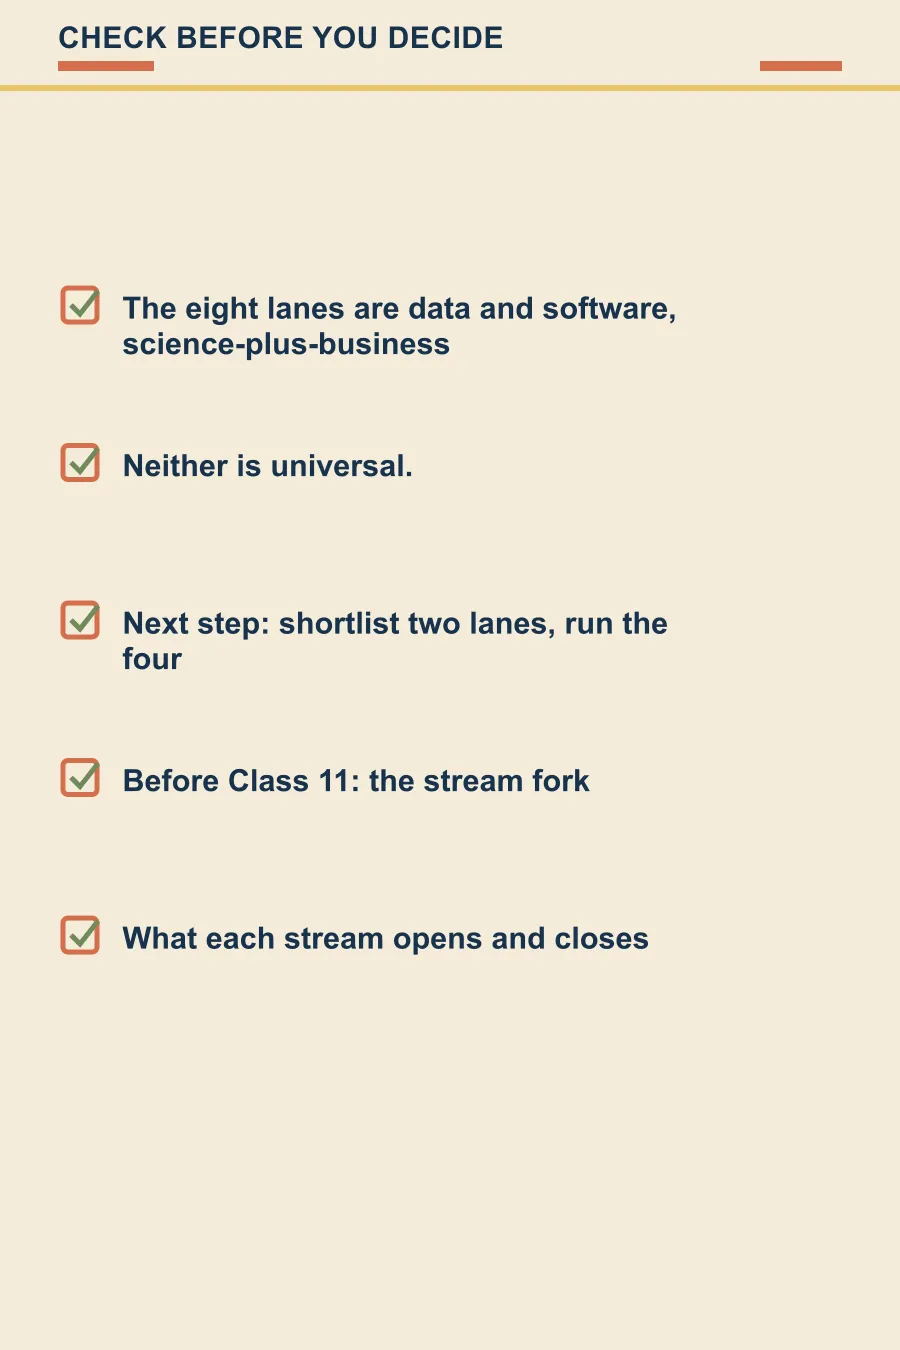 CHECK BEFORE YOU DECIDE
The eight lanes are data and software,
science-plus-business
Neither is universal.
Next step: shortlist two lanes, run the
four
Before Class 11: the stream fork
What each stream opens and closes